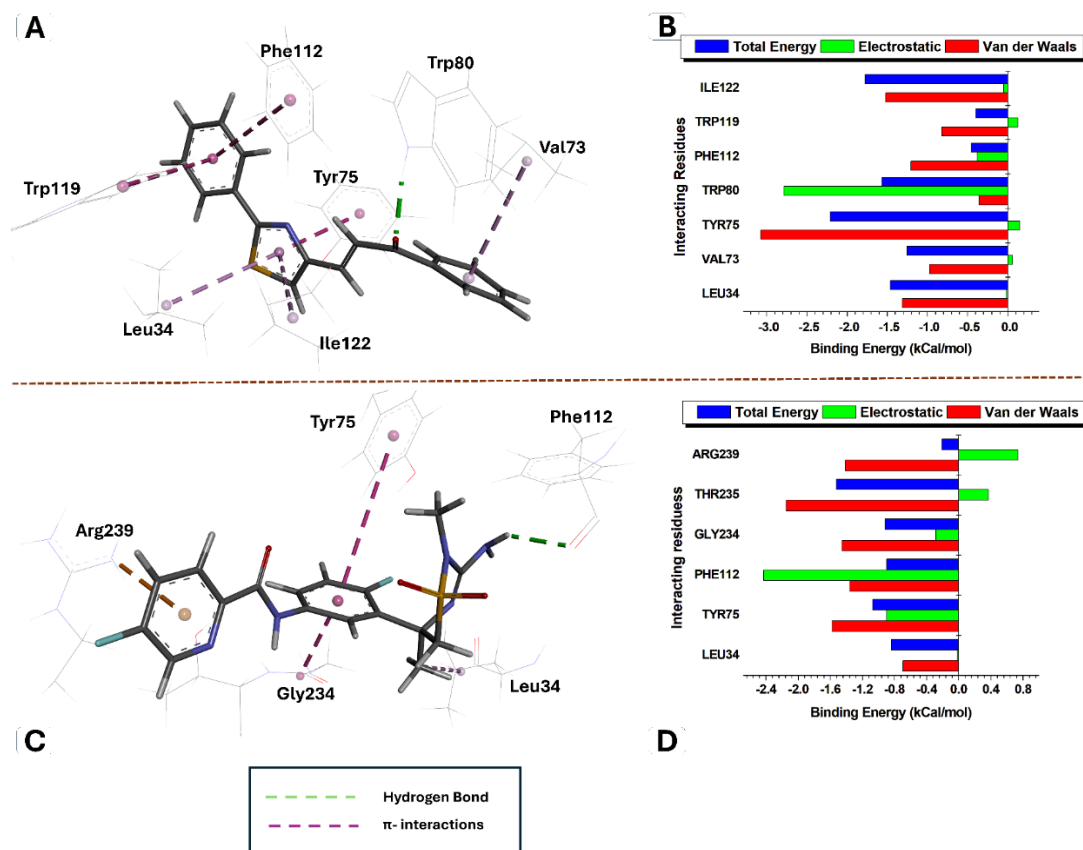 A
Phe112
Trp80
Val73
Tyr75
Trp119
Leu34
Ile122
B
Total Energy Electrostatic Van der Waals
Interacting Residues
ILE122
TRP119
PHE112
TRP80
TYR75
VAL73
LEU34
-3.0 -2.5 -2.0 -1.5 -1.0 -0.5 0.0
Binding Energy (kCal/mol)
Tyr75
Phe112
Arg239
Gly234
Leu34
C
Total Energy Electrostatic Van der Waals
Interacting residuess
ARG239
THR235
GLY234
PHE112
TYR75
LEU34
-2.4 -2.0 -1.6 -1.2 -0.8 -0.4 0.0 0.4 0.8
Binding Energy (kCal/mol)
D
Hydrogen Bond
π- interactions